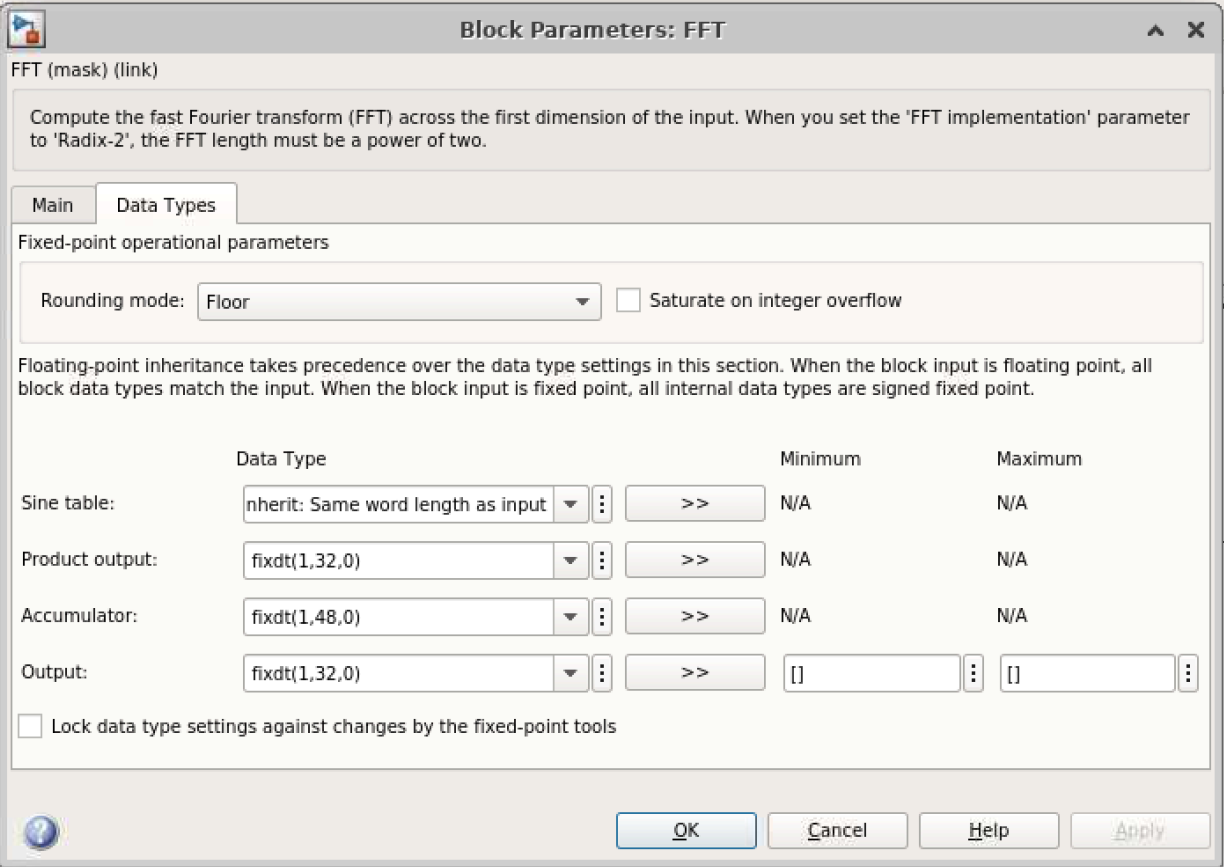 Block Parameters: FFT
FFT (mask) (link)
Compute the fast Fourier transform (FFT) across the first dimension of the input. When you set the 'FFT implementation' parameter
to 'Radix-2', the FFT length must be a power of two.
Main Data Types
Fixed-point operational parameters
Rounding mode: Floor Saturate on integer overflow
Floating-point inheritance takes precedence over the data type settings in this section. When the block input is floating point, all
block data types match the input. When the block input is fixed point, all internal data types are signed fixed point.
Data Type Minimum Maximum
Sine table: nherit: Same word length as input >> N/A N/A
Product output: fixdt(1,32,0) >> N/A N/A
Accumulator: fixdt(1,48,0) >> N/A N/A
Output: fixdt(1,32,0) >> [] []
Lock data type settings against changes by the fixed-point tools
? OK Cancel Help Apply